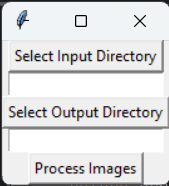 Select Input Directory
Select Output Directory
Process Images